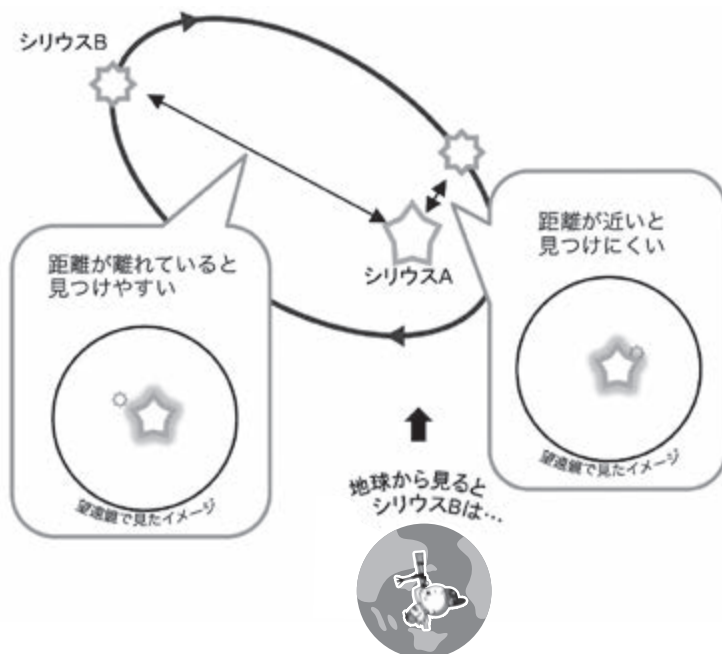 シリウスB
距離が離れていると
見つけやすい
望遠鏡で見たイメージ
シリウスA
距離が近いと
見つけにくい
望遠鏡で見たイメージ
地球から見ると
シリウスBは…